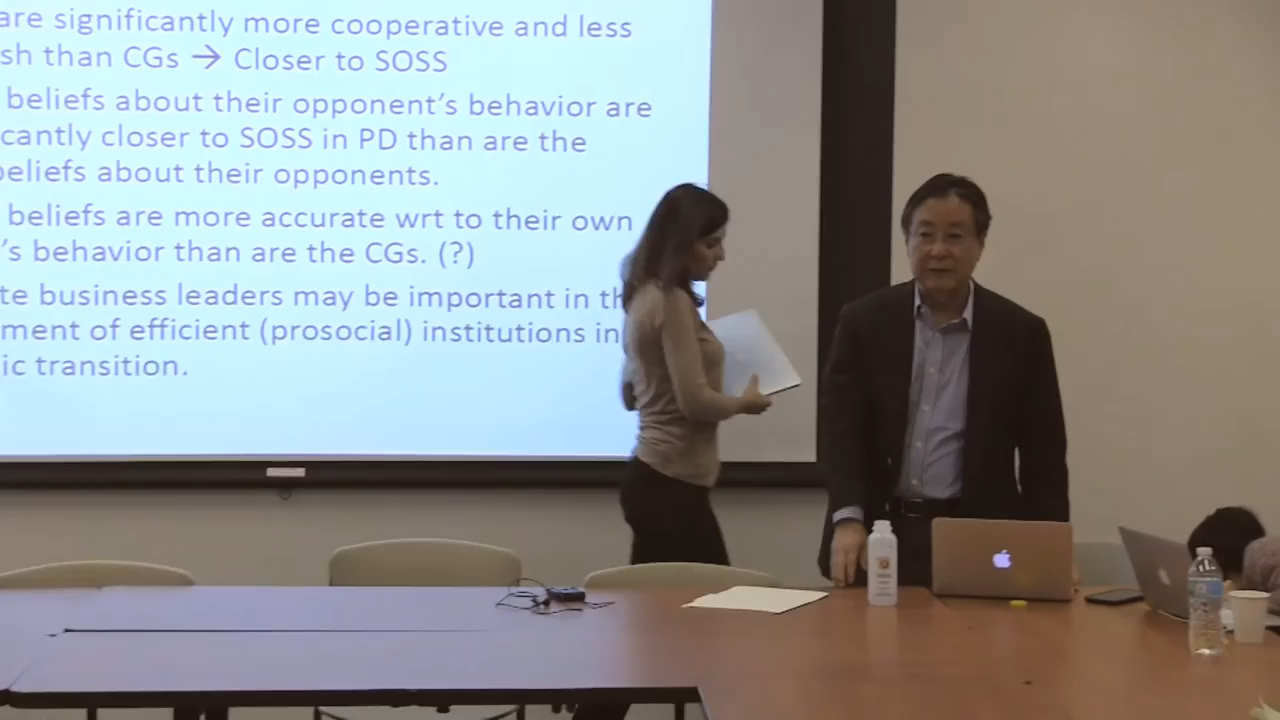 are significantly more cooperative and less
sh than CGs → Closer to SOSS
beliefs about their opponent's behavior are
cantly closer to SOSS in PD than are the
beliefs about their opponents.
beliefs are more accurate wrt to their own
's behavior than are the CGs. (?)
te business leaders may be important in th
ment of efficient (prosocial) institutions in
ic transition.